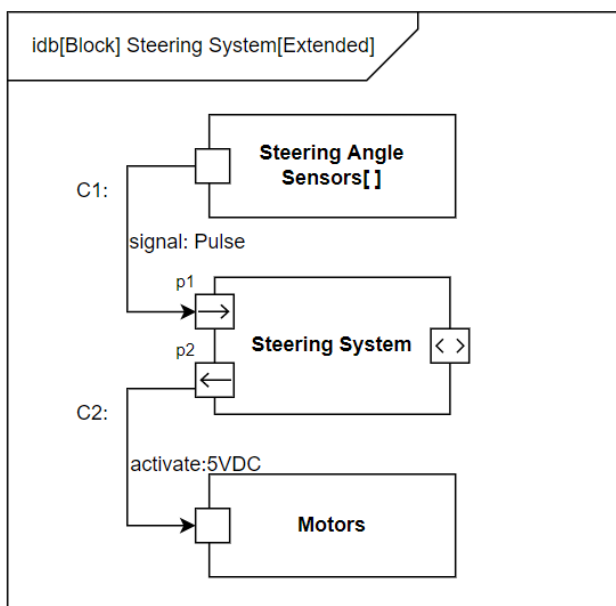 idb[Block] Steering System[Extended]
Steering Angle
Sensors[ ]
C1:
signal: Pulse
p1
Steering System
< >
p2
C2:
activate:5VDC
Motors